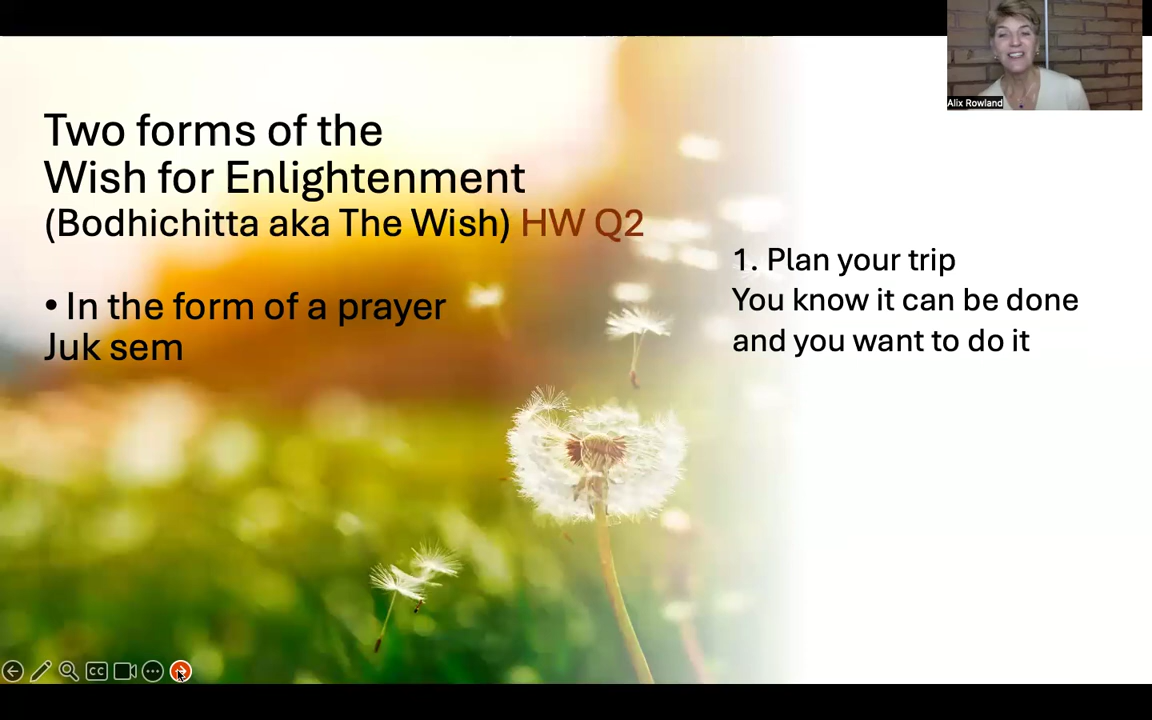 Two forms of the
Wish for Enlightenment
(Bodhichitta aka The Wish) HW Q2
• In the form of a prayer
Juk sem
1. Plan your trip
You know it can be done
and you want to do it
Alix Rowland
CC